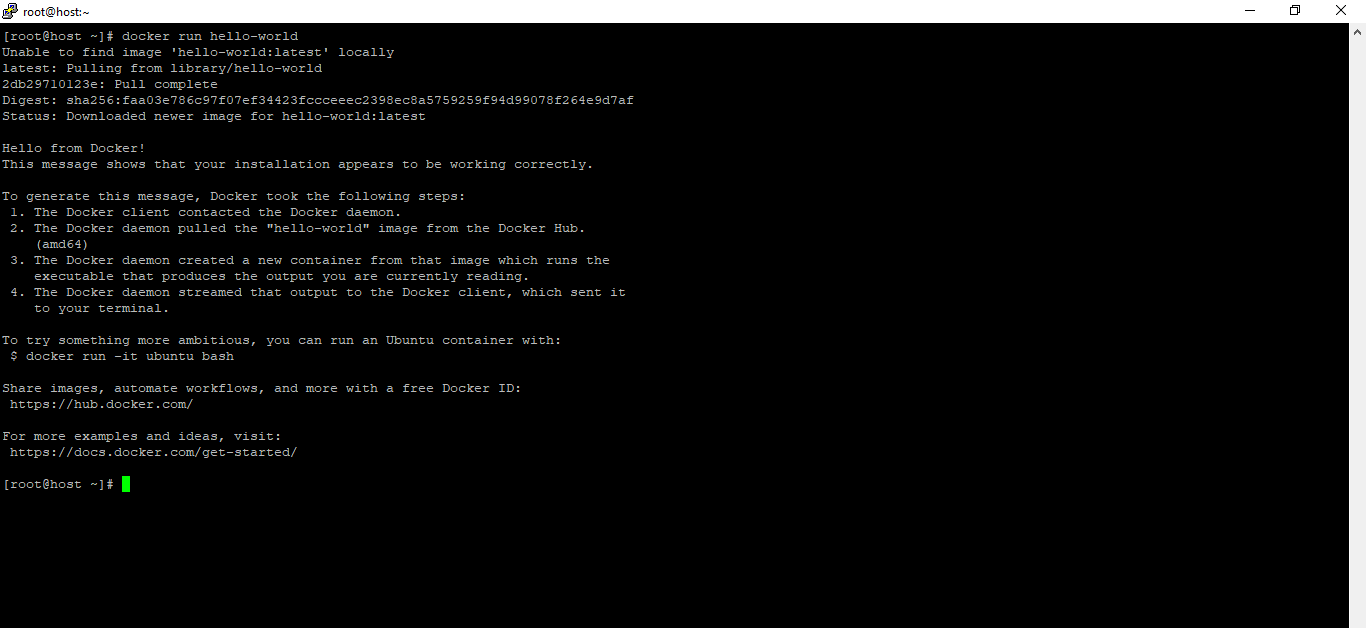 root@host:~
[root@host ~]# docker run hello-world
Unable to find image 'hello-world:latest' locally
latest: Pulling from library/hello-world
2db29710123e: Pull complete
Digest: sha256:faa03e786c97f07ef34423fccceeec2398ec8a5759259f94d99078f264e9d7af
Status: Downloaded newer image for hello-world:latest

Hello from Docker!
This message shows that your installation appears to be working correctly.

To generate this message, Docker took the following steps:
 1. The Docker client contacted the Docker daemon.
 2. The Docker daemon pulled the "hello-world" image from the Docker Hub.
    (amd64)
 3. The Docker daemon created a new container from that image which runs the
    executable that produces the output you are currently reading.
 4. The Docker daemon streamed that output to the Docker client, which sent it
    to your terminal.

To try something more ambitious, you can run an Ubuntu container with:
 $ docker run -it ubuntu bash

Share images, automate workflows, and more with a free Docker ID:
 https://hub.docker.com/

For more examples and ideas, visit:
 https://docs.docker.com/get-started/

[root@host ~]#